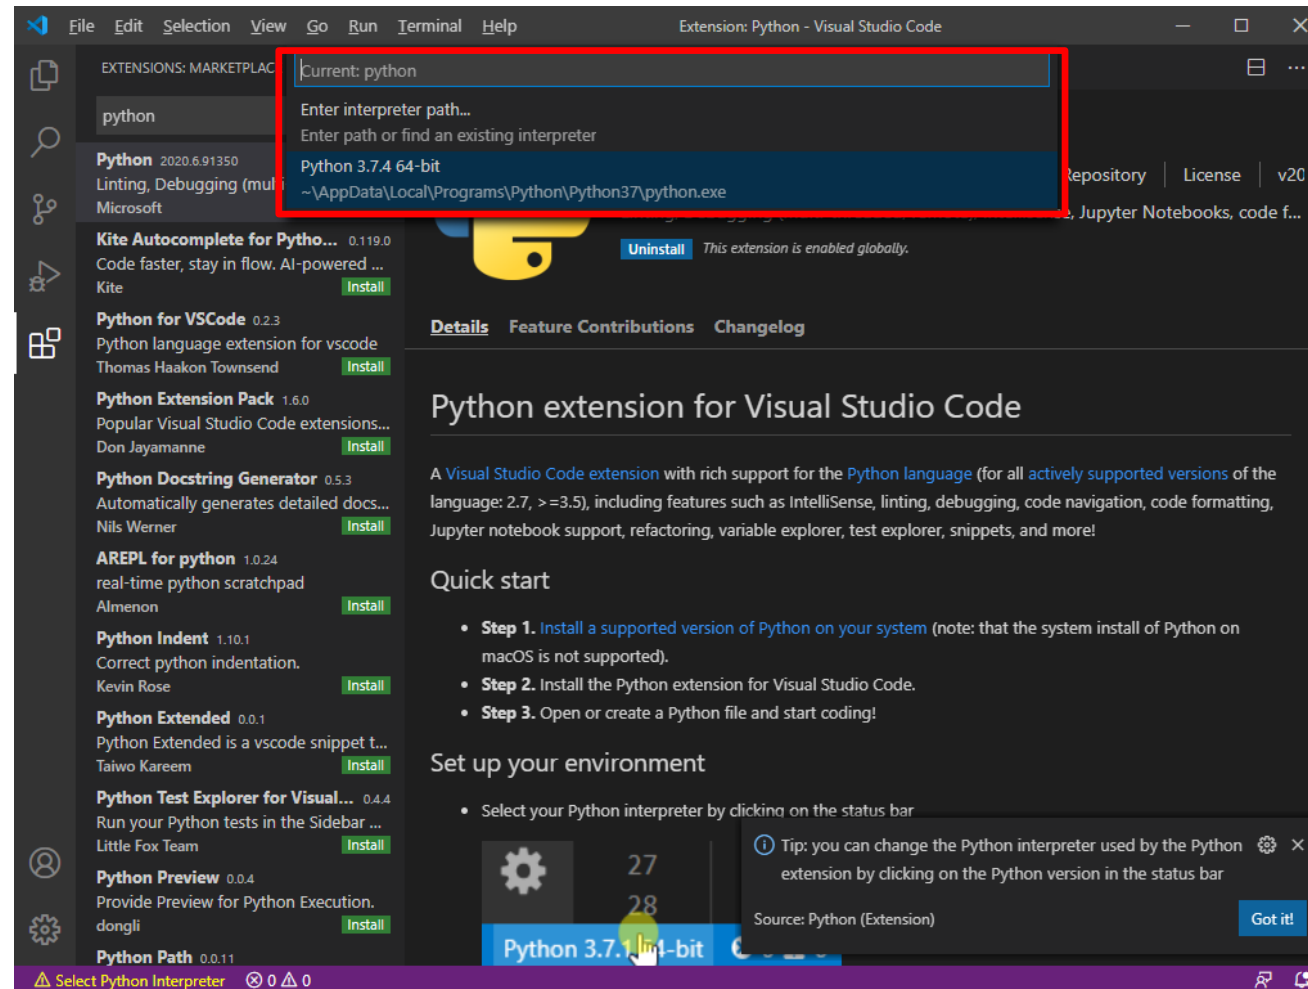 File Edit Selection View Go Run Terminal Help Extension: Python - Visual Studio Code
EXTENSIONS: MARKETPLAC
python
Current: python
Enter interpreter path...
Enter path or find an existing interpreter
Python 3.7.4 64-bit
~\AppData\Local\Programs\Python\Python37\python.exe
Python 2020.6.91350
Linting, Debugging (multi
Microsoft
Kite Autocomplete for Pytho... 0.119.0
Code faster, stay in flow. AI-powered ...
Kite Install
Python for VSCode 0.2.3
Python language extension for vscode
Thomas Haakon Townsend Install
Python Extension Pack 1.6.0
Popular Visual Studio Code extensions...
Don Jayamanne Install
Python Docstring Generator 0.5.3
Automatically generates detailed docs...
Nils Werner Install
AREPL for python 1.0.24
real-time python scratchpad
Almenon Install
Python Indent 1.10.1
Correct python indentation.
Kevin Rose Install
Python Extended 0.0.1
Python Extended is a vscode snippet t...
Taiwo Kareem Install
Python Test Explorer for Visual... 0.4.4
Run your Python tests in the Sidebar ...
Little Fox Team Install
Python Preview 0.0.4
Provide Preview for Python Execution.
dongli Install
Python Path 0.0.11
Repository License v20
Jupyter Notebooks, code f...
Uninstall This extension is enabled globally.
Details Feature Contributions Changelog
Python extension for Visual Studio Code
A Visual Studio Code extension with rich support for the Python language (for all actively supported versions of the
language: 2.7, >=3.5), including features such as IntelliSense, linting, debugging, code navigation, code formatting,
Jupyter notebook support, refactoring, variable explorer, test explorer, snippets, and more!
Quick start
• Step 1. Install a supported version of Python on your system (note: that the system install of Python on
macOS is not supported).
• Step 2. Install the Python extension for Visual Studio Code.
• Step 3. Open or create a Python file and start coding!
Set up your environment
• Select your Python interpreter by clicking on the status bar
27
28
Python 3.7.1 64-bit
Tip: you can change the Python interpreter used by the Python
extension by clicking on the Python version in the status bar
Source: Python (Extension) Got it!
Select Python Interpreter 0 0